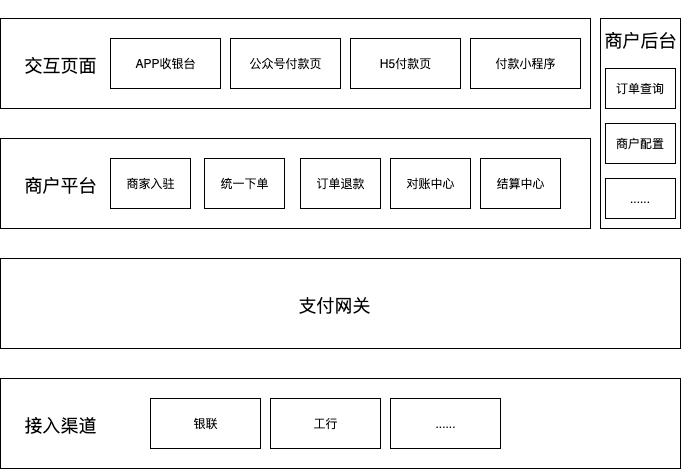 交互页面
APP收银台
公众号付款页
H5付款页
付款小程序
商户后台
订单查询
商户配置
......
商户平台
商家入驻
统一下单
订单退款
对账中心
结算中心
支付网关
接入渠道
银联
工行
......